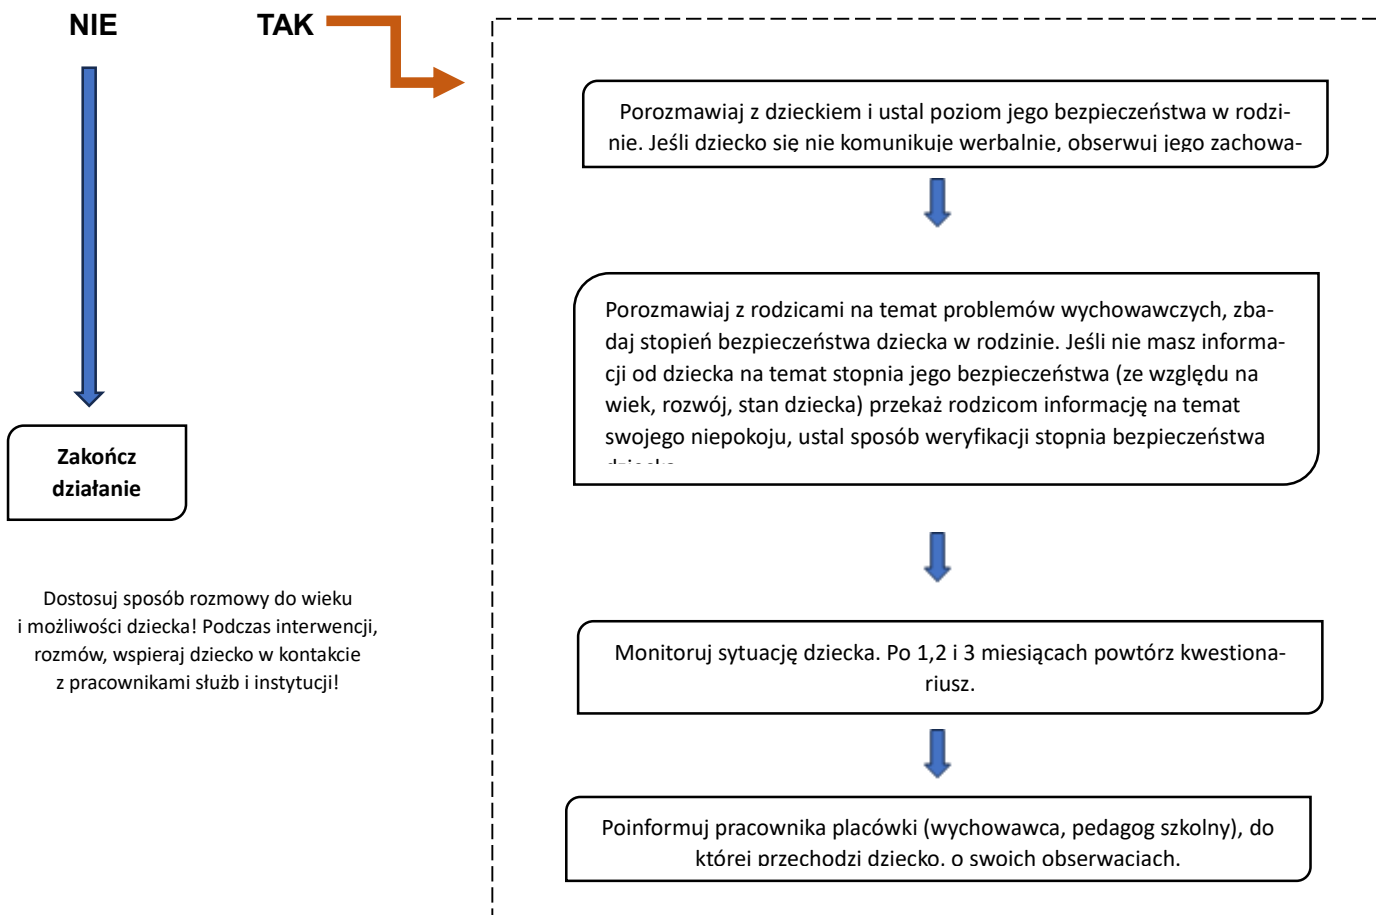 NIE
TAK
Porozmawiaj z dzieckiem i ustal poziom jego bezpieczeństwa w rodzi-
nie. Jeśli dziecko się nie komunikuje werbalnie, obserwuj jego zachowa-
Porozmawiaj z rodzicami na temat problemów wychowawczych, zba-
daj stopień bezpieczeństwa dziecka w rodzinie. Jeśli nie masz informa-
cji od dziecka na temat stopnia jego bezpieczeństwa (ze względu na
wiek, rozwój, stan dziecka) przekaż rodzicom informację na temat
swojego niepokoju, ustal sposób weryfikacji stopnia bezpieczeństwa
Zakończ
działanie
Dostosuj sposób rozmowy do wieku
i możliwości dziecka! Podczas interwencji,
rozmów, wspieraj dziecko w kontakcie
z pracownikami służb i instytucji!
Monitoruj sytuację dziecka. Po 1,2 i 3 miesiącach powtórz kwestiona-
riusz.
Poinformuj pracownika placówki (wychowawca, pedagog szkolny), do
której przechodzi dziecko, o swoich obserwacjach.